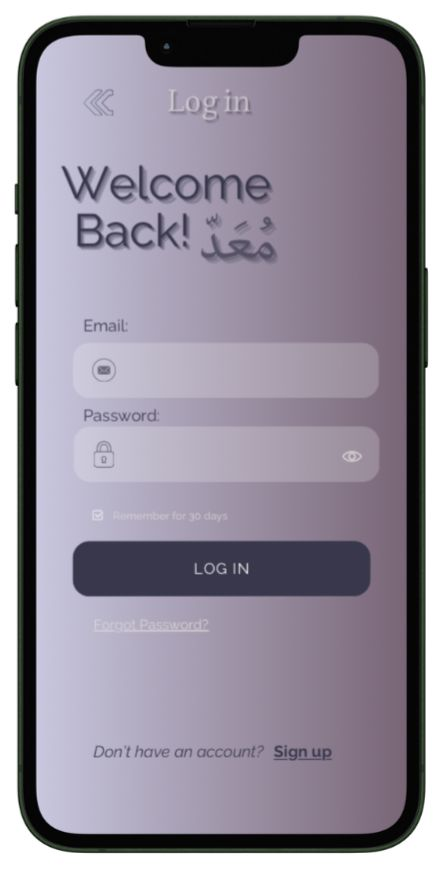 Log in
Welcome
Back! مُعَدّ
Email:
Password:
Remember for 30 days
LOG IN
Forgot Password?
Don't have an account? Sign up